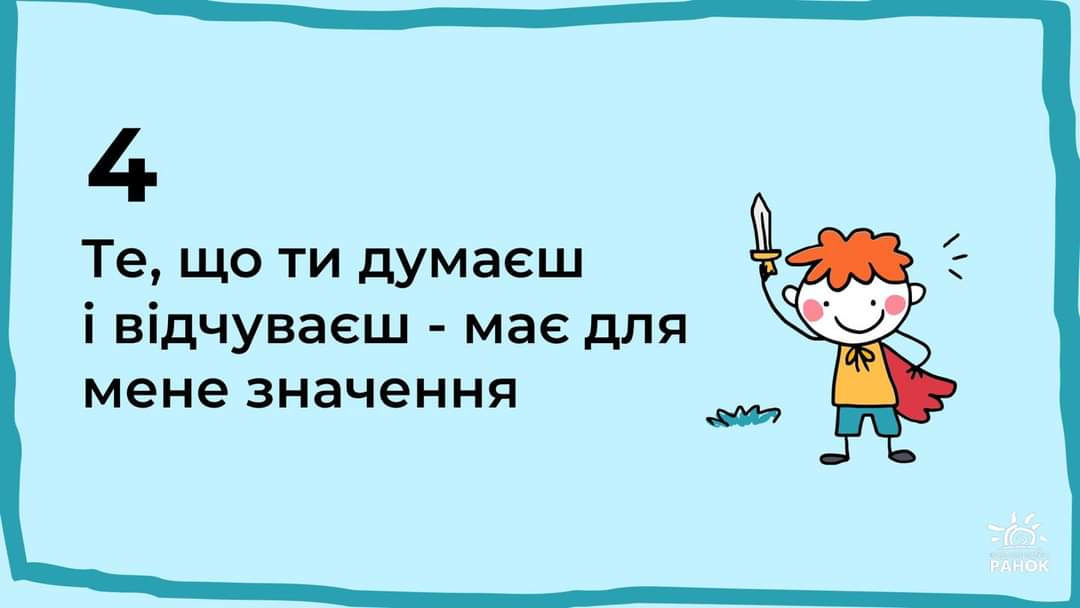 4
Те, що ти думаєш
і відчуваєш - має для
мене значення
РАНОК